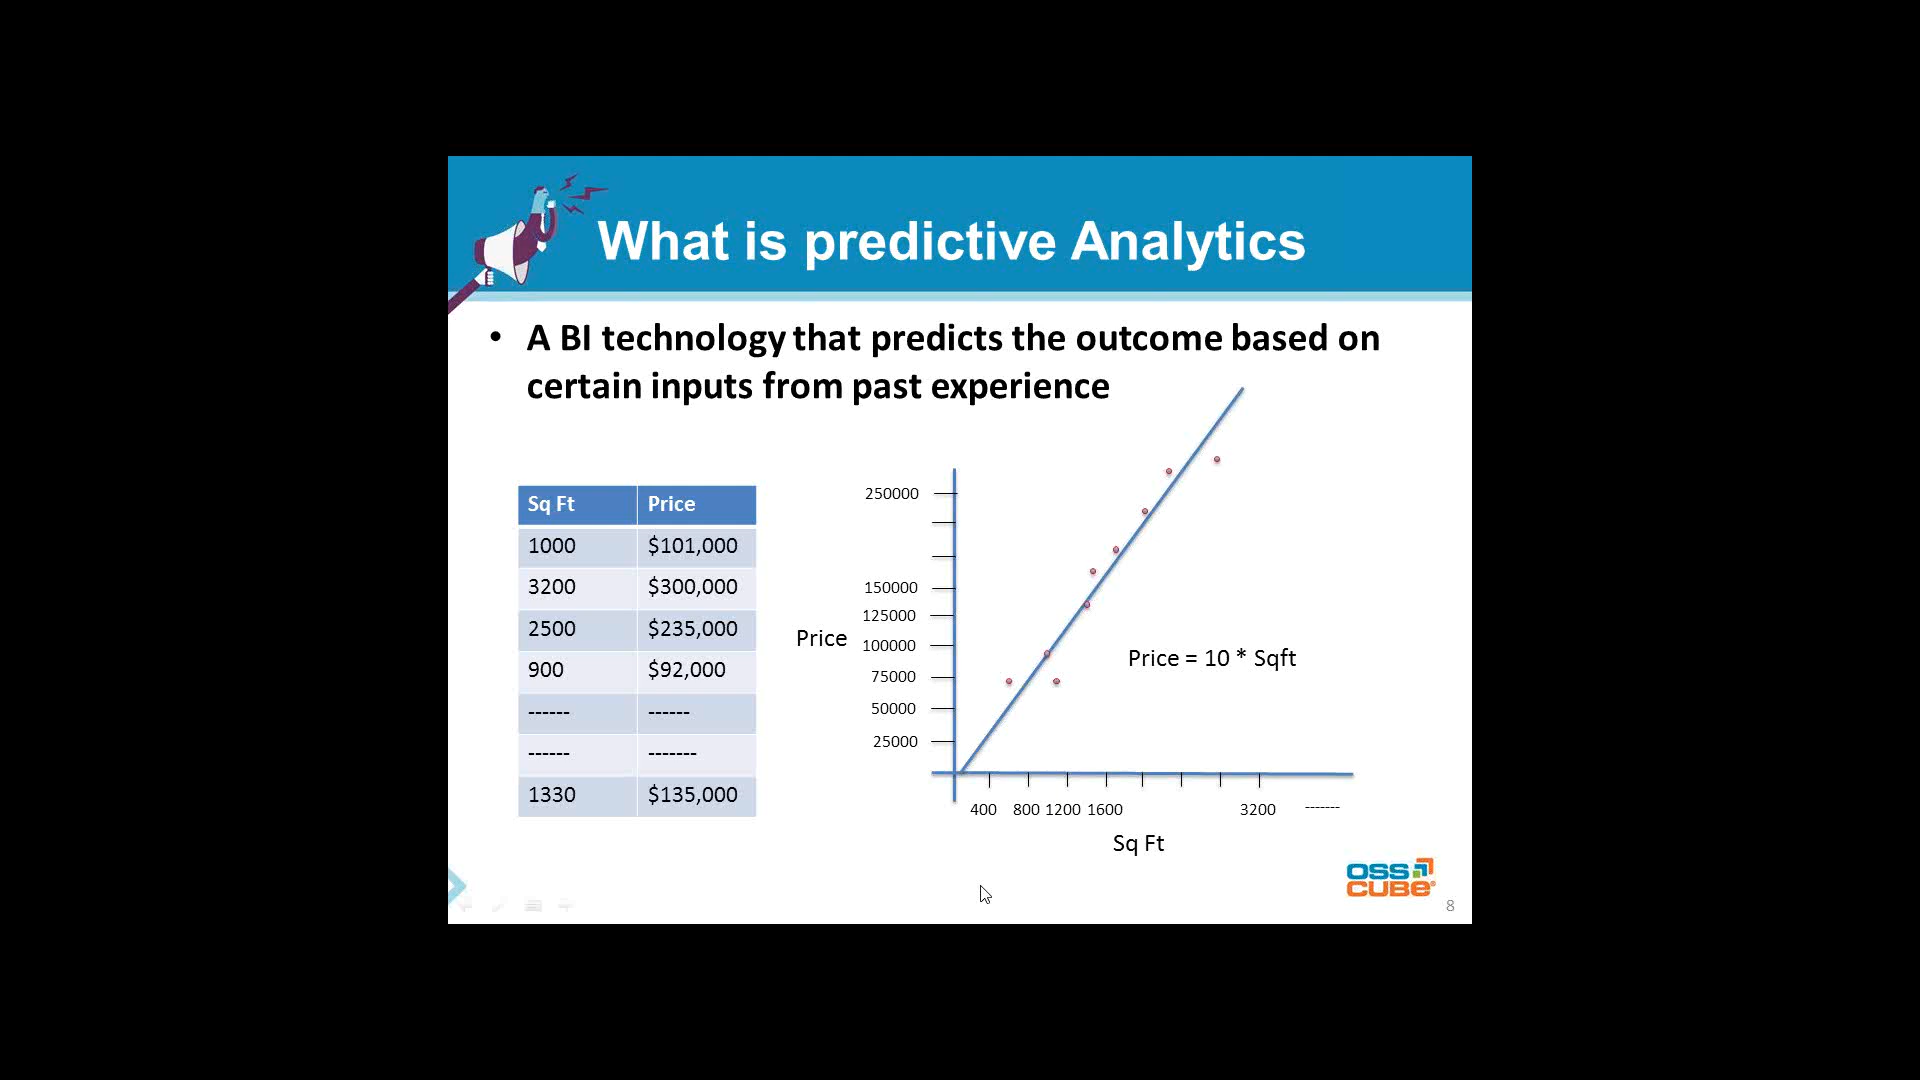 What is predictive Analytics
• A BI technology that predicts the outcome based on
certain inputs from past experience
Sq Ft Price
1000 $101,000
3200 $300,000
2500 $235,000
900 $92,000
------ ------
------ -------
1330 $135,000
250000
150000
125000
Price
100000
75000
50000
25000
Price = 10 * Sqft
400 800 1200 1600 3200 -------
Sq Ft
OSS
CUBE®
8